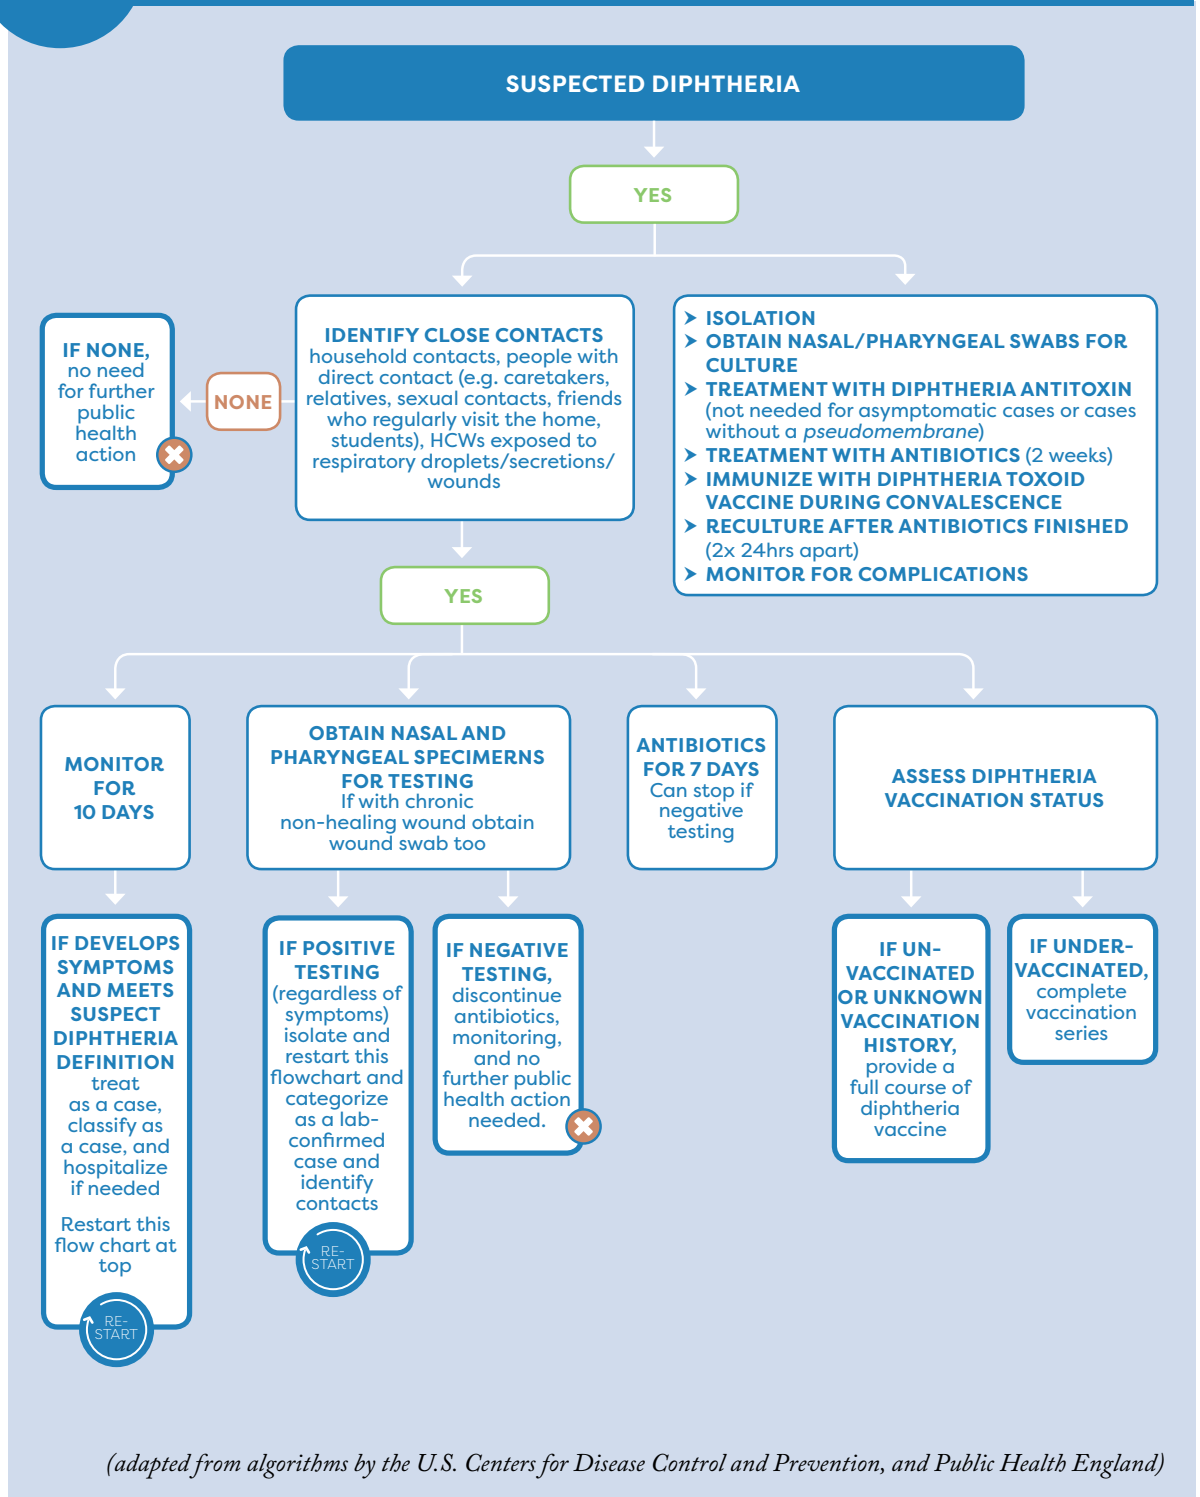 SUSPECTED DIPHTHERIA
YES
IF NONE,
no need
for further
public
health
action
NONE
IDENTIFY CLOSE CONTACTS
household contacts, people with
direct contact (e.g. caretakers,
relatives, sexual contacts, friends
who regularly visit the home,
students), HCWs exposed to
respiratory droplets/secretions/
wounds
ISOLATION
OBTAIN NASAL/PHARYNGEAL SWABS FOR
CULTURE
TREATMENT WITH DIPHTHERIA ANTITOXIN
(not needed for asymptomatic cases or cases
without a pseudomembrane)
TREATMENT WITH ANTIBIOTICS (2 weeks)
IMMUNIZE WITH DIPHTHERIA TOXOID
VACCINE DURING CONVALESCENCE
RECULTURE AFTER ANTIBIOTICS FINISHED
(2x 24hrs apart)
MONITOR FOR COMPLICATIONS
YES
MONITOR
FOR
10 DAYS
OBTAIN NASAL AND
PHARYNGEAL SPECIMERNS
FOR TESTING
If with chronic
non-healing wound obtain
wound swab too
ANTIBIOTICS
FOR 7 DAYS
Can stop if
negative
testing
ASSESS DIPHTHERIA
VACCINATION STATUS
IF DEVELOPS
SYMPTOMS
AND MEETS
SUSPECT
DIPHTHERIA
DEFINITION
treat
as a case,
classify as
a case, and
hospitalize
if needed
Restart this
flow chart at
top
RE-
START
IF POSITIVE
TESTING
(regardless of
symptoms)
isolate and
restart this
flowchart and
categorize
as a lab-
confirmed
case and
identify
contacts
RE-
START
IF NEGATIVE
TESTING,
discontinue
antibiotics,
monitoring,
and no
further public
health action
needed.
IF UN-
VACCINATED
OR UNKNOWN
VACCINATION
HISTORY,
provide a
full course of
diphtheria
vaccine
IF UNDER-
VACCINATED,
complete
vaccination
series
(adapted from algorithms by the U.S. Centers for Disease Control and Prevention, and Public Health England)